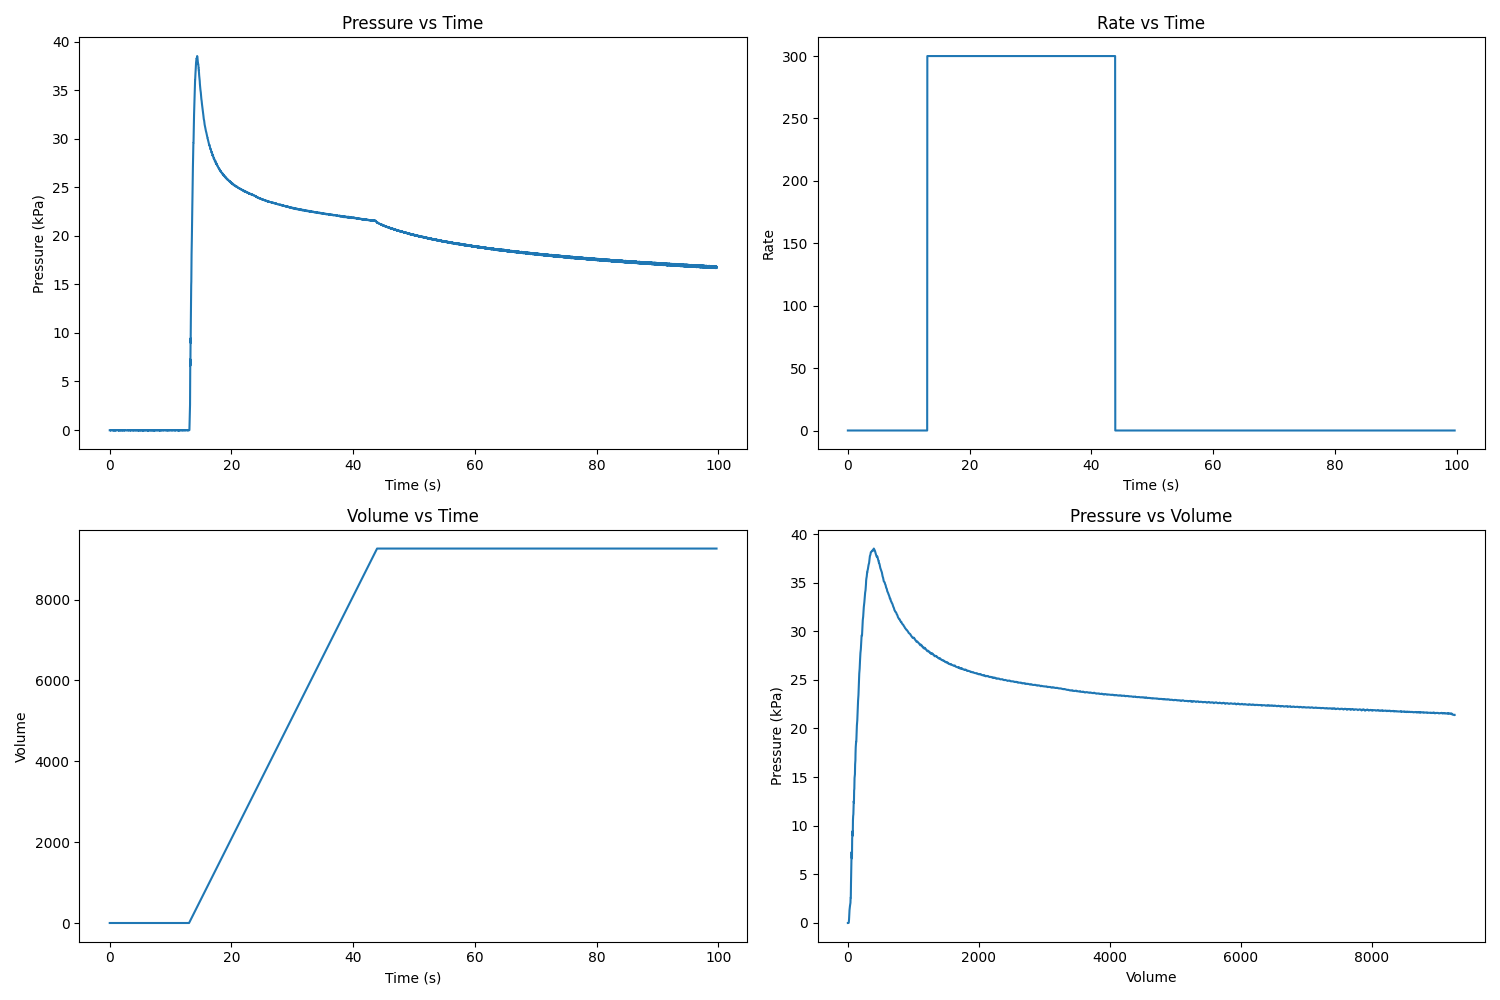 Pressure vs Time
40
35
30
25
20
15
10
5
0
Pressure (kPa)
0 20 40 60 80 100
Time (s)
Rate vs Time
300
250
200
150
100
50
0
Rate
0 20 40 60 80 100
Time (s)
Volume vs Time
8000
6000
4000
2000
0
Volume
0 20 40 60 80 100
Time (s)
Pressure vs Volume
40
35
30
25
20
15
10
5
0
Pressure (kPa)
0 2000 4000 6000 8000
Volume